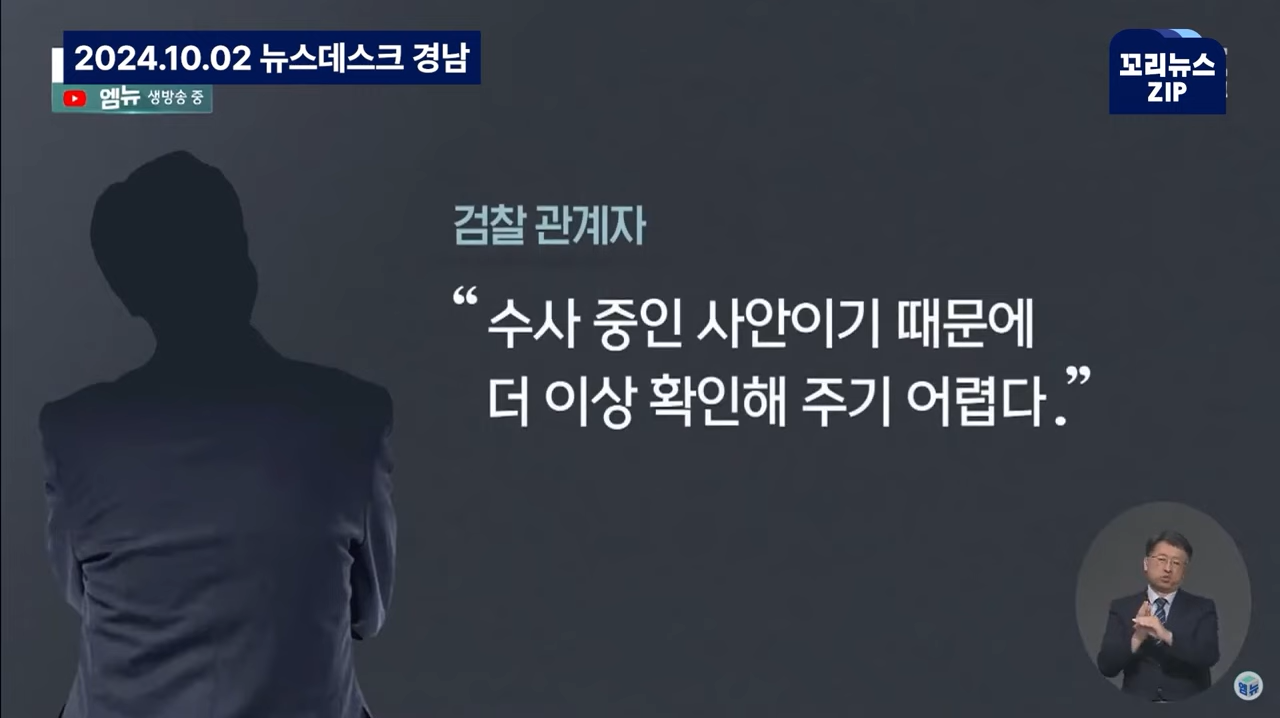 2024.10.02 뉴스데스크 경남
엠뉴 생방송 중
꼬리뉴스
ZIP
검찰 관계자
“ 수사 중인 사안이기 때문에
더 이상 확인해 주기 어렵다.”
엠뉴